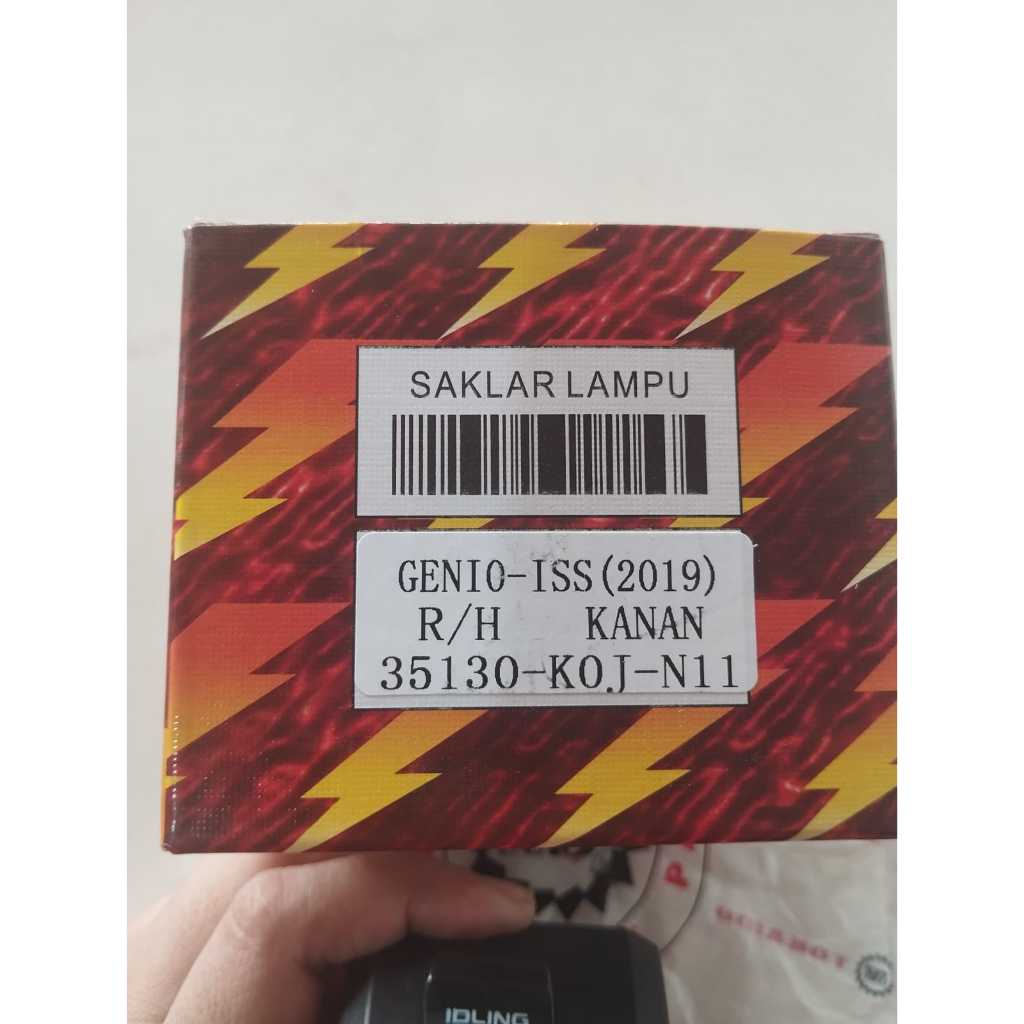 SAKLAR LAMPU
GENIO-ISS(2019)
R/H KANAN
35130-K0J-N11
IDLING